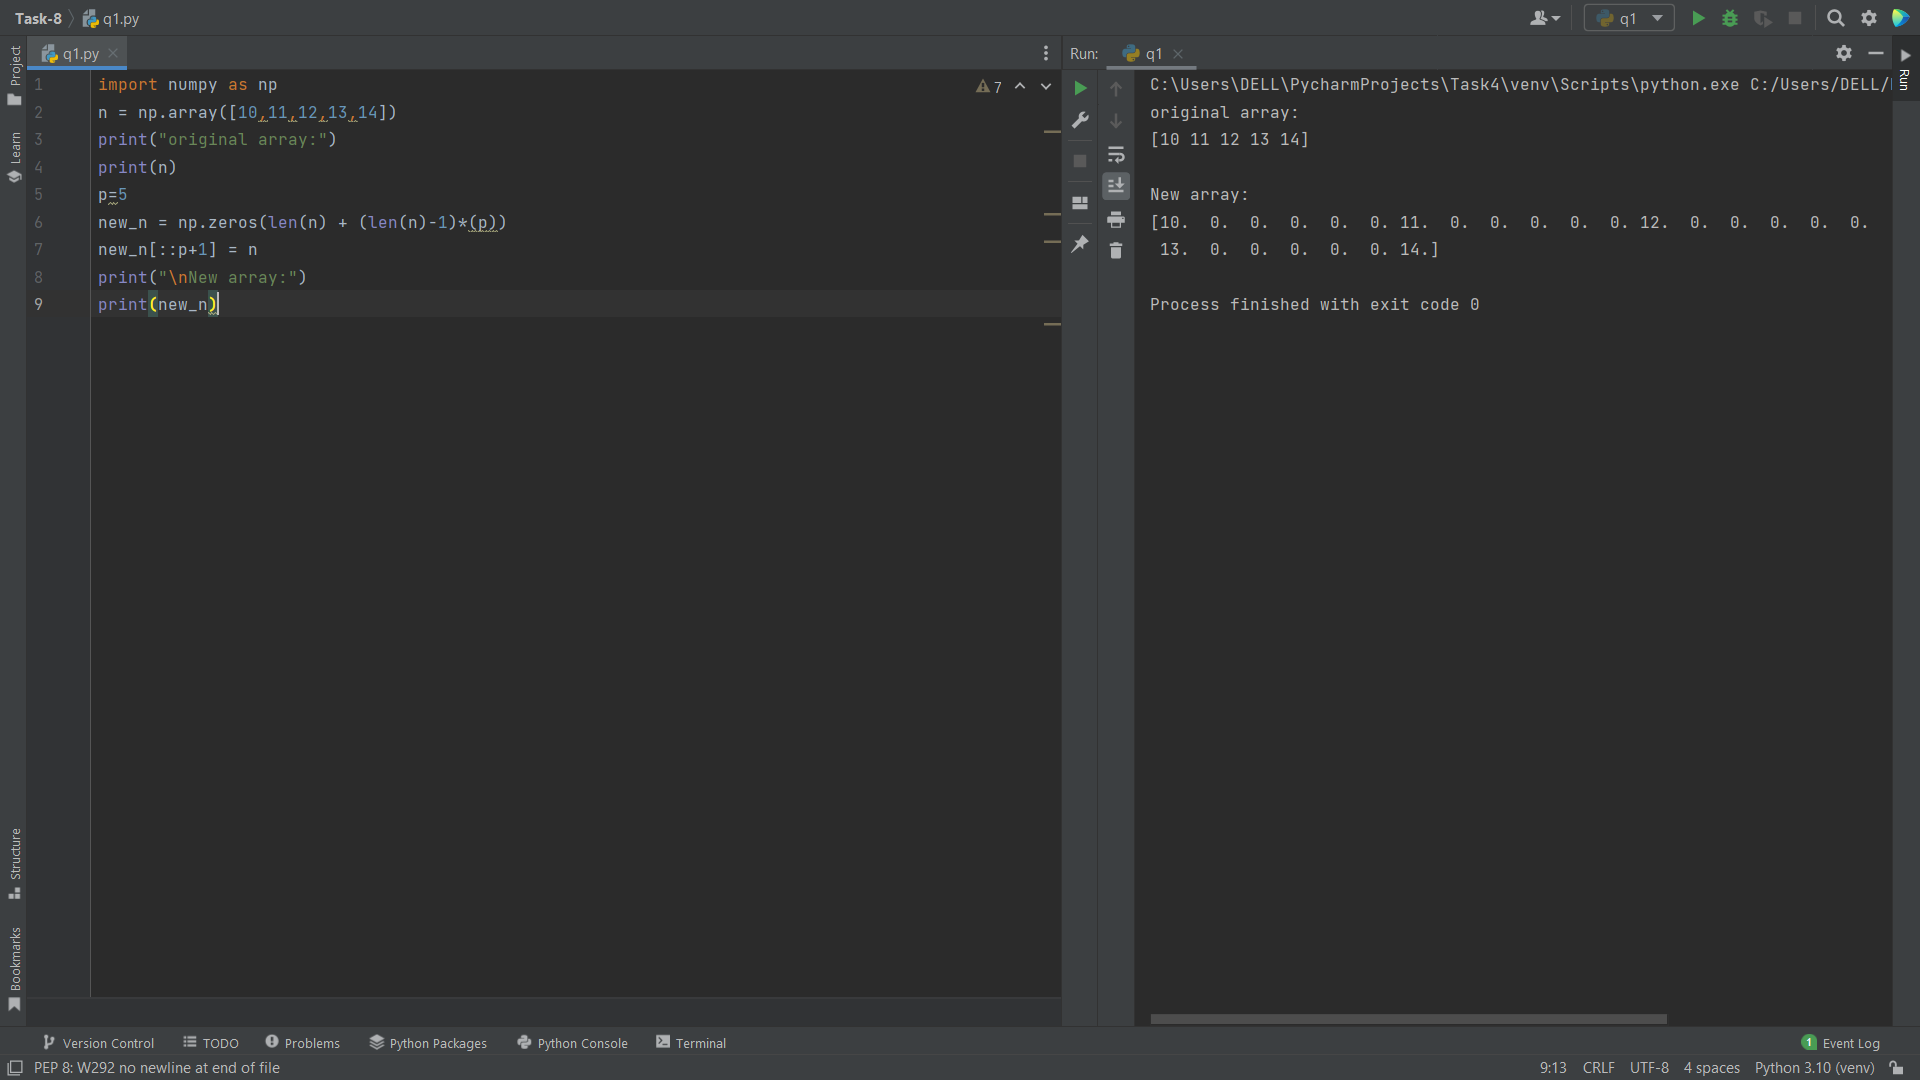 Task-8 q1.py
q1
q1.py
Run: q1
Project
Learn
Structure
Bookmarks
Run
7
1 import numpy as np
2 n = np.array([10,11,12,13,14])
3 print("original array:")
4 print(n)
5 p=5
6 new_n = np.zeros(len(n) + (len(n)-1)*(p))
7 new_n[::p+1] = n
8 print("\nNew array:")
9 print(new_n)
C:\Users\DELL\PycharmProjects\Task4\venv\Scripts\python.exe C:/Users/DELL/
original array:
[10 11 12 13 14]
New array:
[10.  0.  0.  0.  0.  0. 11.  0.  0.  0.  0.  0. 12.  0.  0.  0.  0.  0.
 13.  0.  0.  0.  0.  0. 14.]
Process finished with exit code 0
Version Control TODO Problems Python Packages Python Console Terminal 1 Event Log
PEP 8: W292 no newline at end of file 9:13 CRLF UTF-8 4 spaces Python 3.10 (venv)